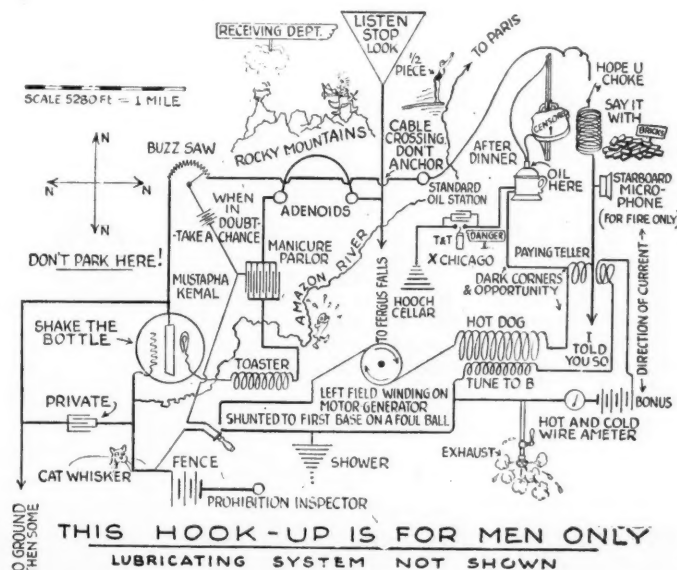 LISTEN
STOP
LOOK
RECEIVING DEPT.
TO PARIS
1/2
PIECE
HOPE U
CHOKE
SCALE 5280 ft = 1 MILE
SAY IT
WITH
BRICKS
CENSORED
ROCKY MOUNTAINS
CABLE
CROSSING.
DON'T
ANCHOR
AFTER
DINNER
OIL
HERE
BUZZ SAW
N
N
N
N
ADENOIDS
STANDARD
OIL STATION
STARBOARD
MICRO-
PHONE
(FOR FIRE ONLY)
WHEN
IN
DOUBT-
-TAKE A
CHANCE
T&T
DANGER
X CHICAGO
DON'T PARK HERE!
MANICURE
PARLOR
PAYING TELLER
MUSTAPHA
KEMAL
AMAZON RIVER
HOOCH
CELLAR
DARK CORNERS
& OPPORTUNITY
DIRECTION OF CURRENT
TO FERGUS FALLS
SHAKE THE
BOTTLE
HOT DOG
I
TOLD
YOU SO
TOASTER
TUNE TO B
PRIVATE
LEFT FIELD WINDING ON
MOTOR GENERATOR
SHUNTED TO FIRST BASE ON A FOUL BALL
BONUS
HOT AND COLD
WIRE AMETER
CAT WHISKER
FENCE
SHOWER
EXHAUST
PROHIBITION INSPECTOR
O GROUND
THEN SOME
THIS HOOK-UP IS FOR MEN ONLY
LUBRICATING SYSTEM NOT SHOWN